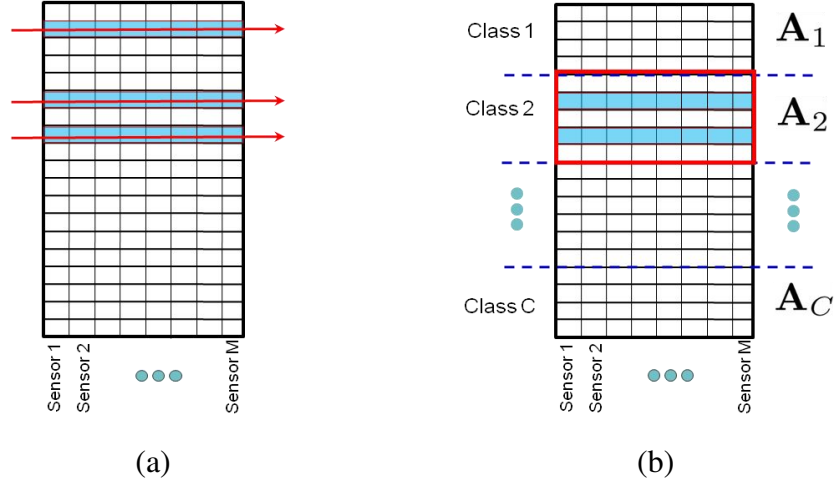 Sensor 1
Sensor 2
Sensor M
(a)
Class 1
A1
Class 2
A2
Class C
AC
Sensor 1
Sensor 2
Sensor M
(b)